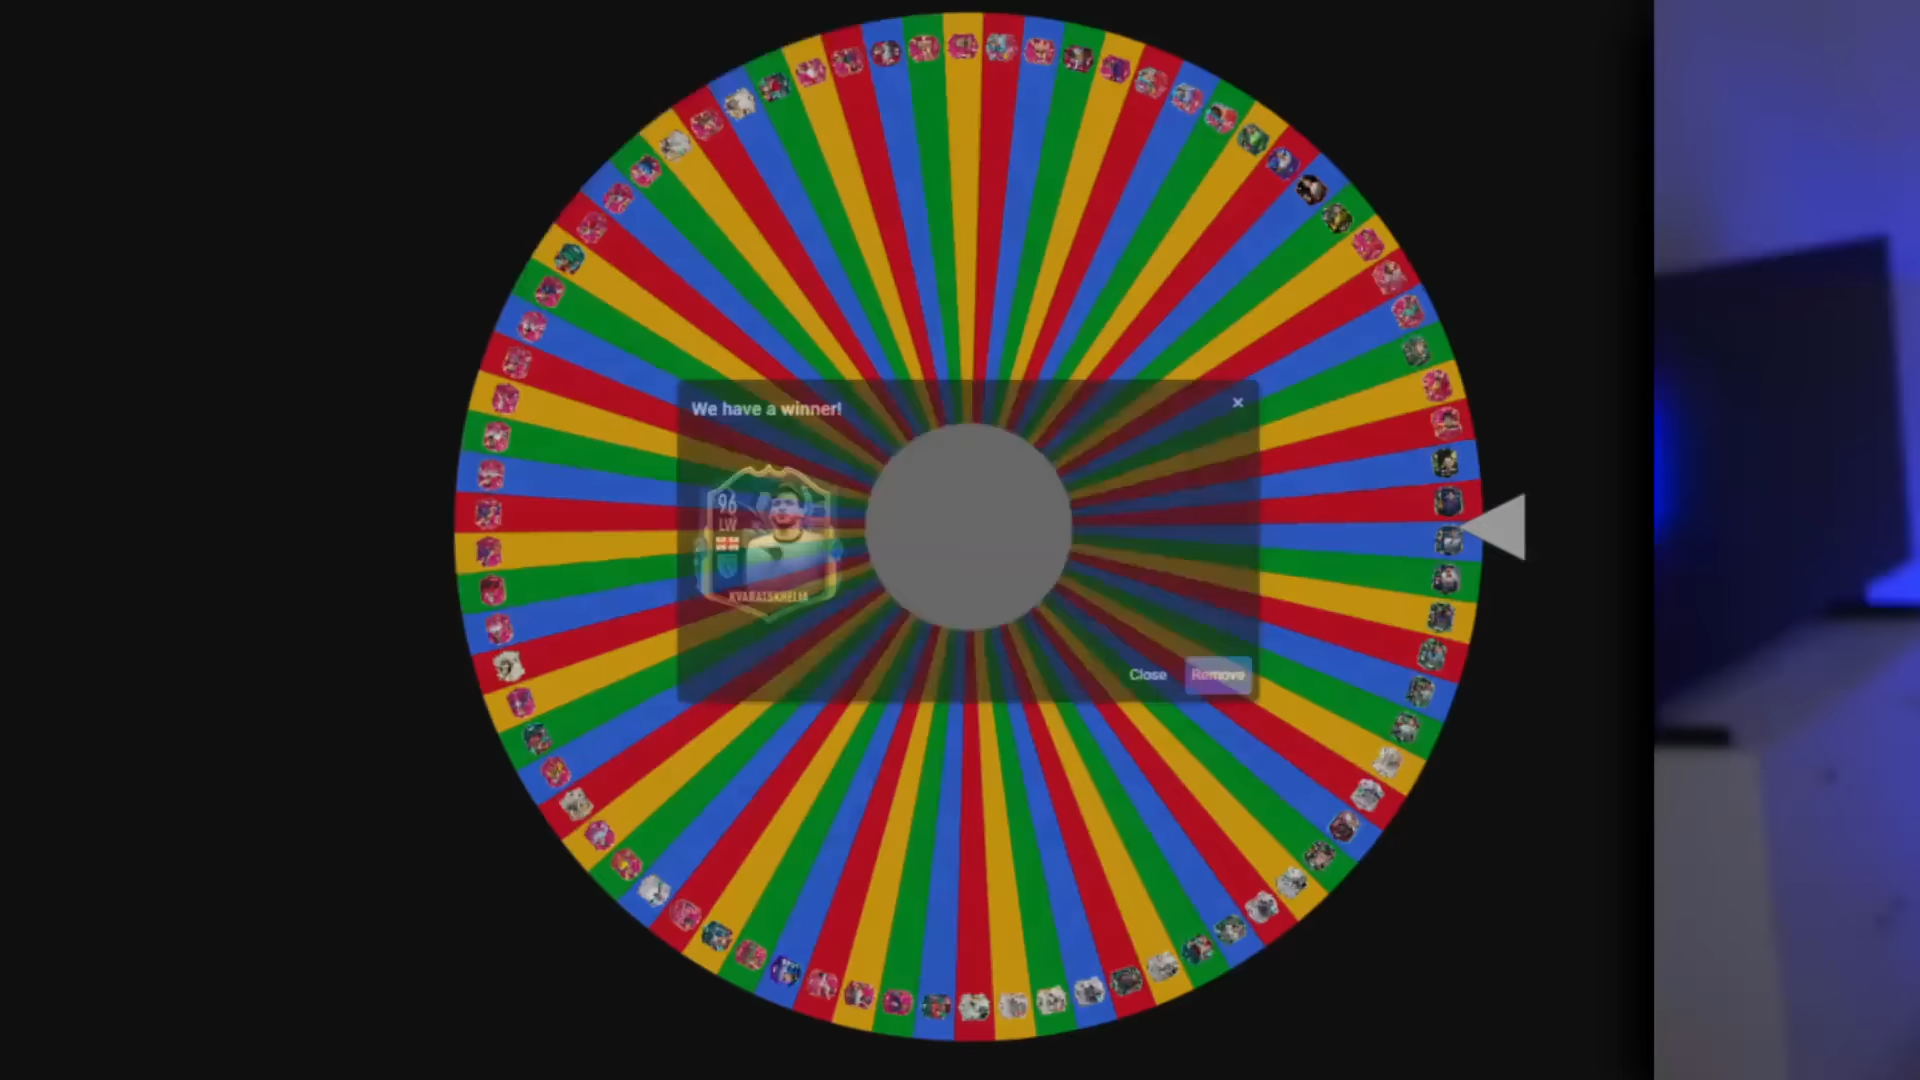 We have a winner!
×
96
LW
KVARATSKHELIA
Close
Remove